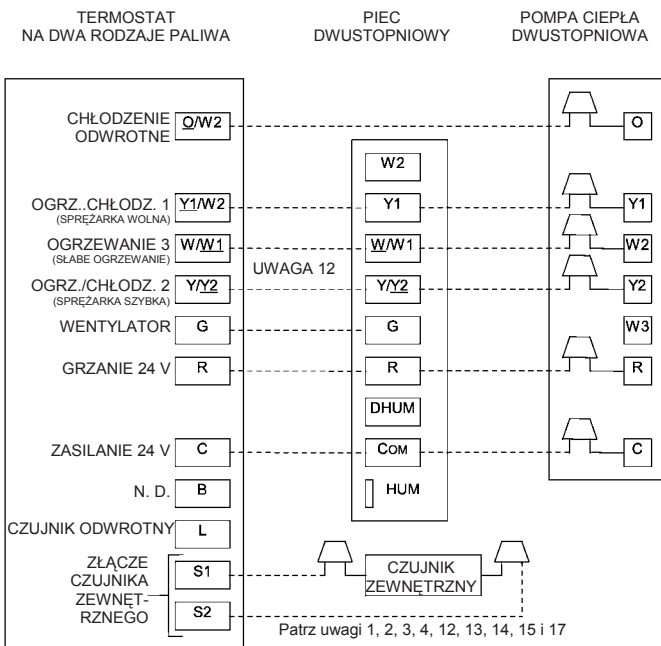 TERMOSTAT
NA DWA RODZAJE PALIWA
PIEC
DWUSTOPNIOWY
POMPA CIEPŁA
DWUSTOPNIOWA
CHŁODZENIE
ODWROTNE
O/W2
O
W2
OGRZ..CHŁODZ. 1
(SPRĘŻARKA WOLNA)
Y1/W2
Y1
Y1
OGRZEWANIE 3
(SŁABE OGRZEWANIE)
W/W1
W/W1
W2
UWAGA 12
OGRZ./CHŁODZ. 2
(SPRĘŻARKA SZYBKA)
Y/Y2
Y/Y2
Y2
WENTYLATOR
G
G
W3
GRZANIE 24 V
R
R
R
DHUM
ZASILANIE 24 V
C
COM
C
N. D.
B
HUM
CZUJNIK ODWROTNY
L
ZŁĄCZE
CZUJNIKA
ZEWNĘT-
RZNEGO
S1
S2
CZUJNIK
ZEWNĘTRZNY
Patrz uwagi 1, 2, 3, 4, 12, 13, 14, 15 i 17